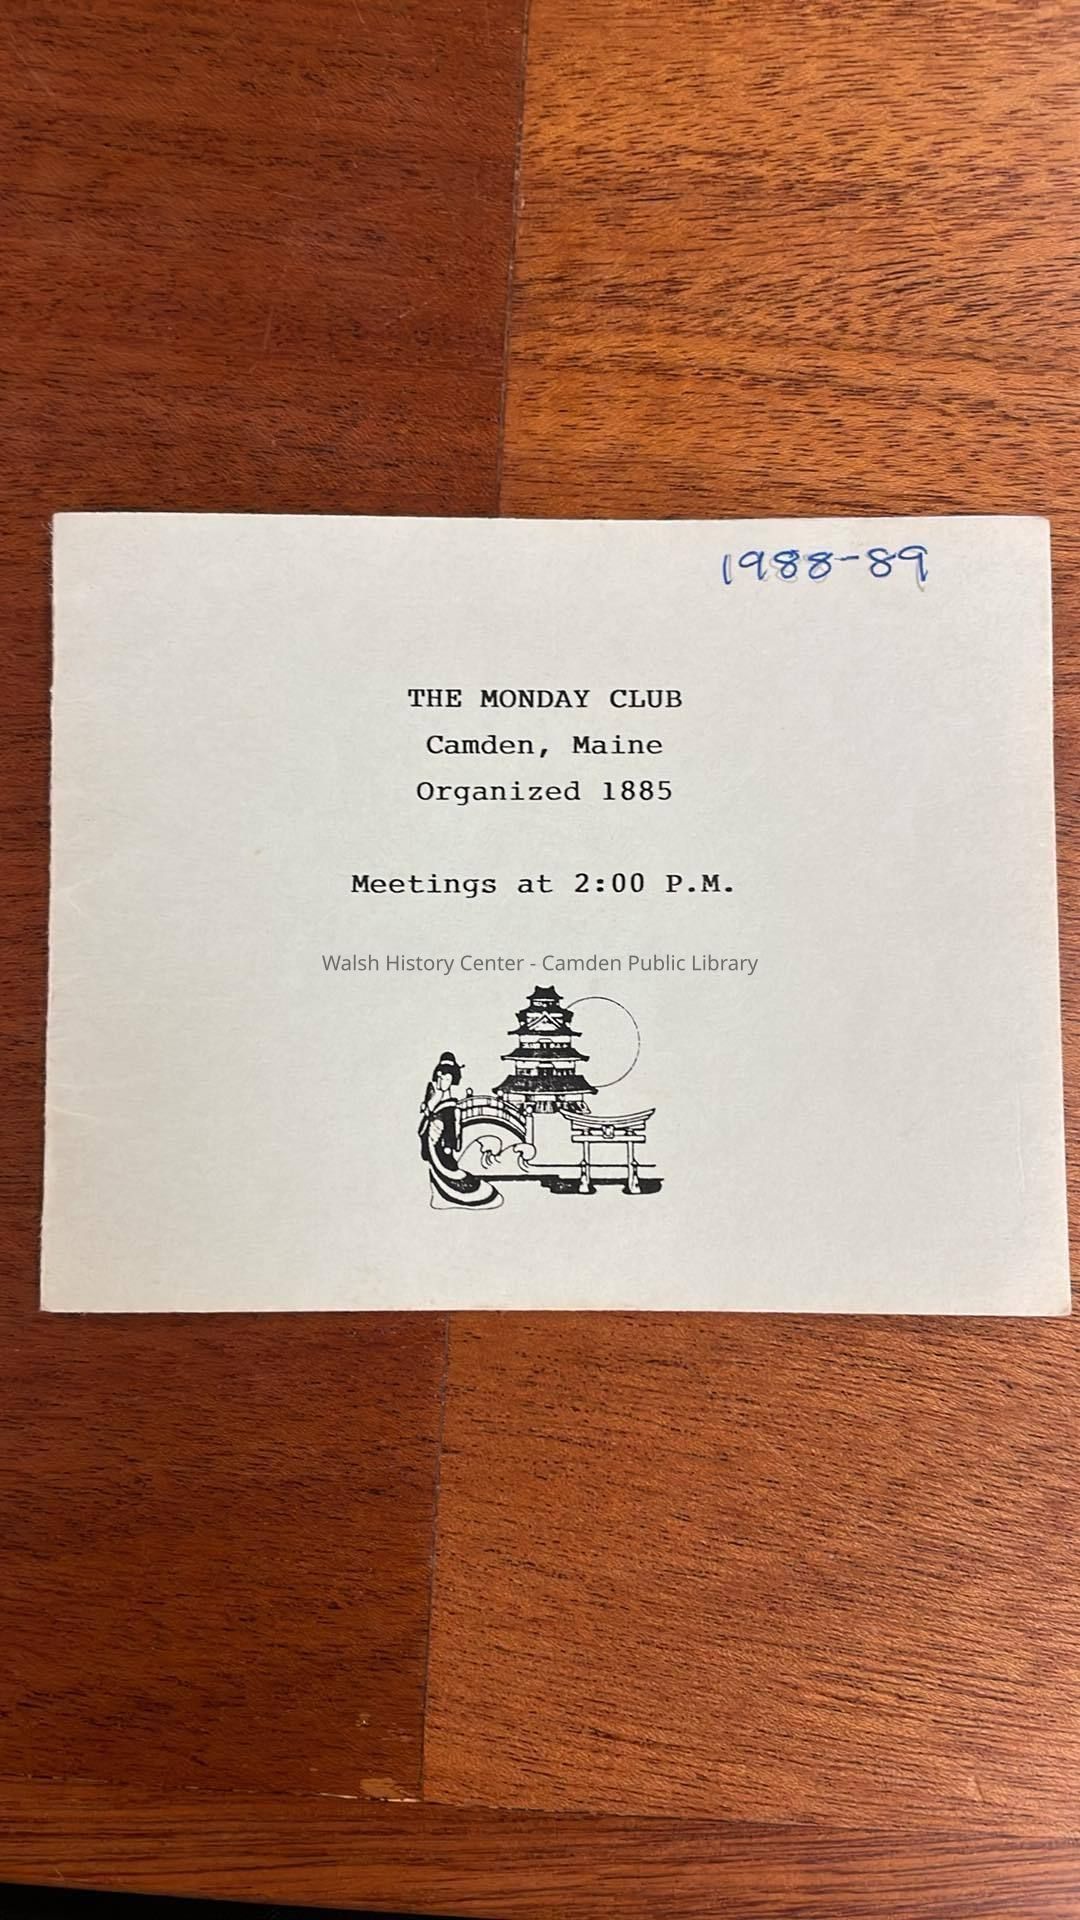 1988-89
THE MONDAY CLUB
Camden, Maine
Organized 1885
Meetings at 2:00 P.M.
Walsh History Center - Camden Public Library